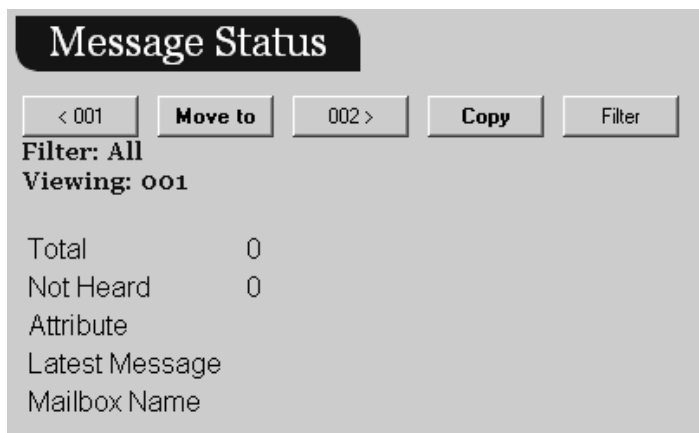 Message Status
< 001 Move to 002 > Copy Filter
Filter: All
Viewing: 001
Total 0
Not Heard 0
Attribute
Latest Message
Mailbox Name